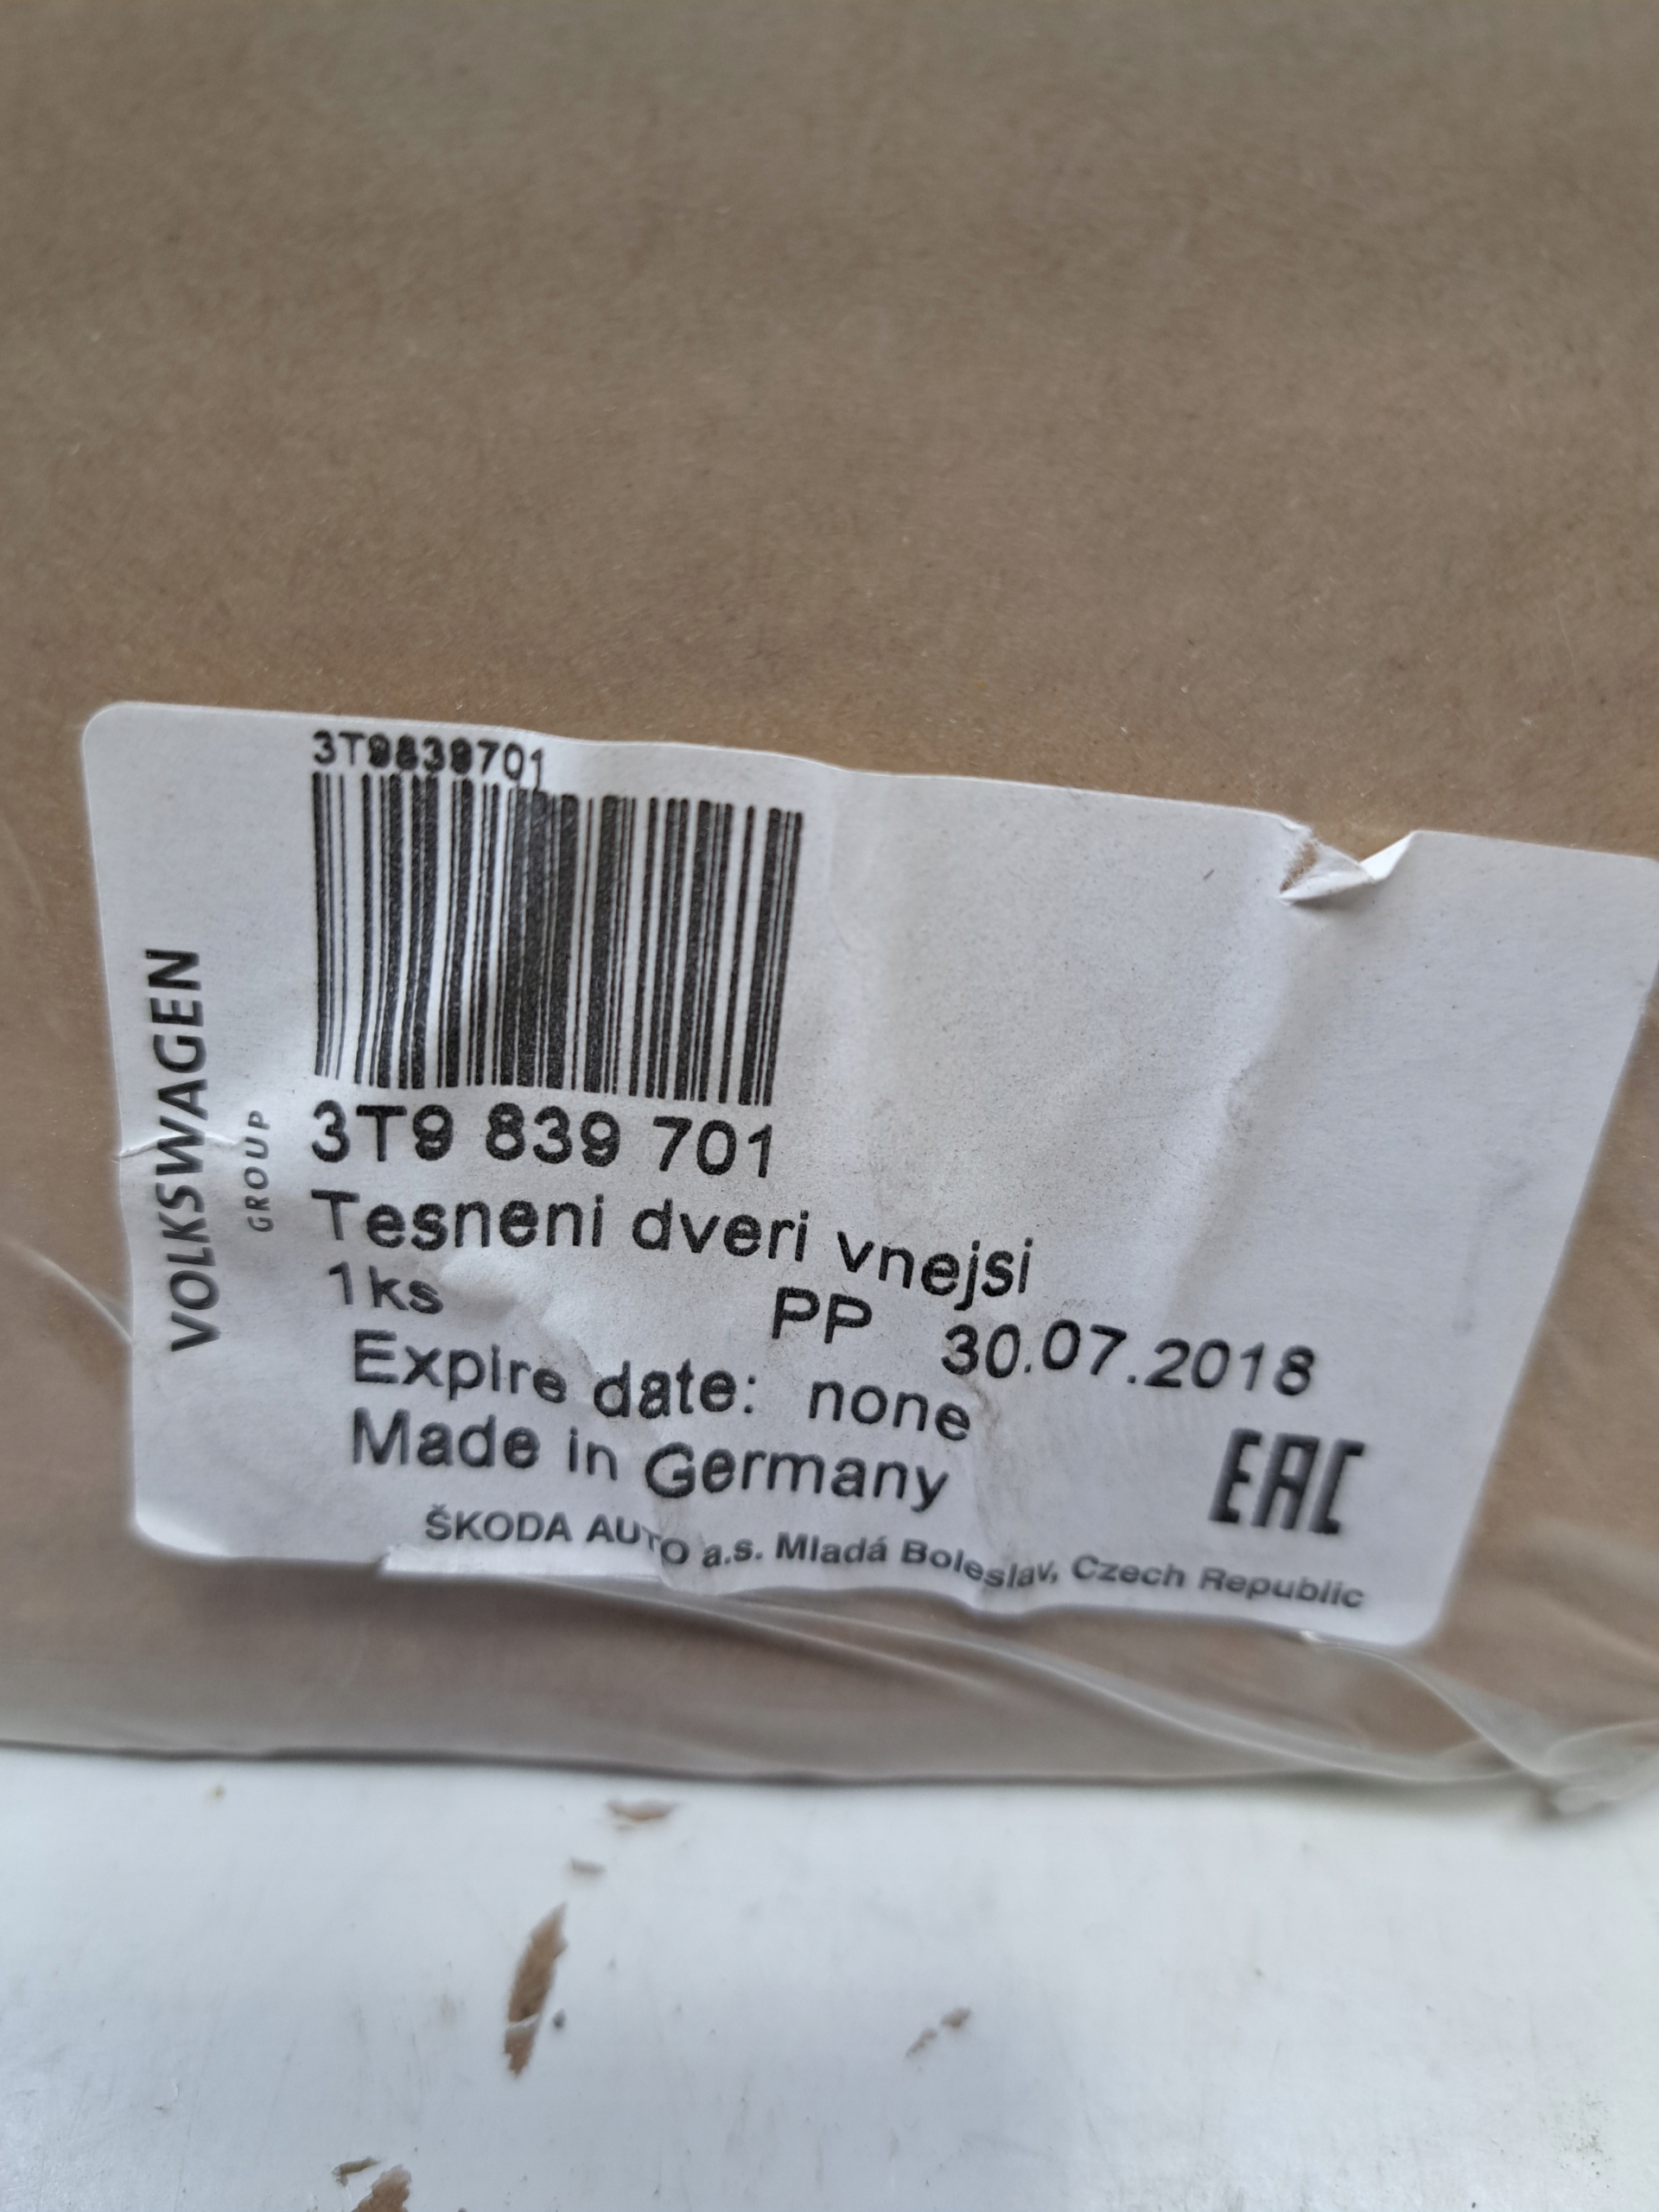 3T9839701
VOLKSWAGEN
GROUP
3T9 839 701
Tesneni dveri vnejsi
1ks PP 30.07.2018
Expire date: none
Made in Germany
EAC
ŠKODA AUTO a.s. Mladá Boleslav, Czech Republic